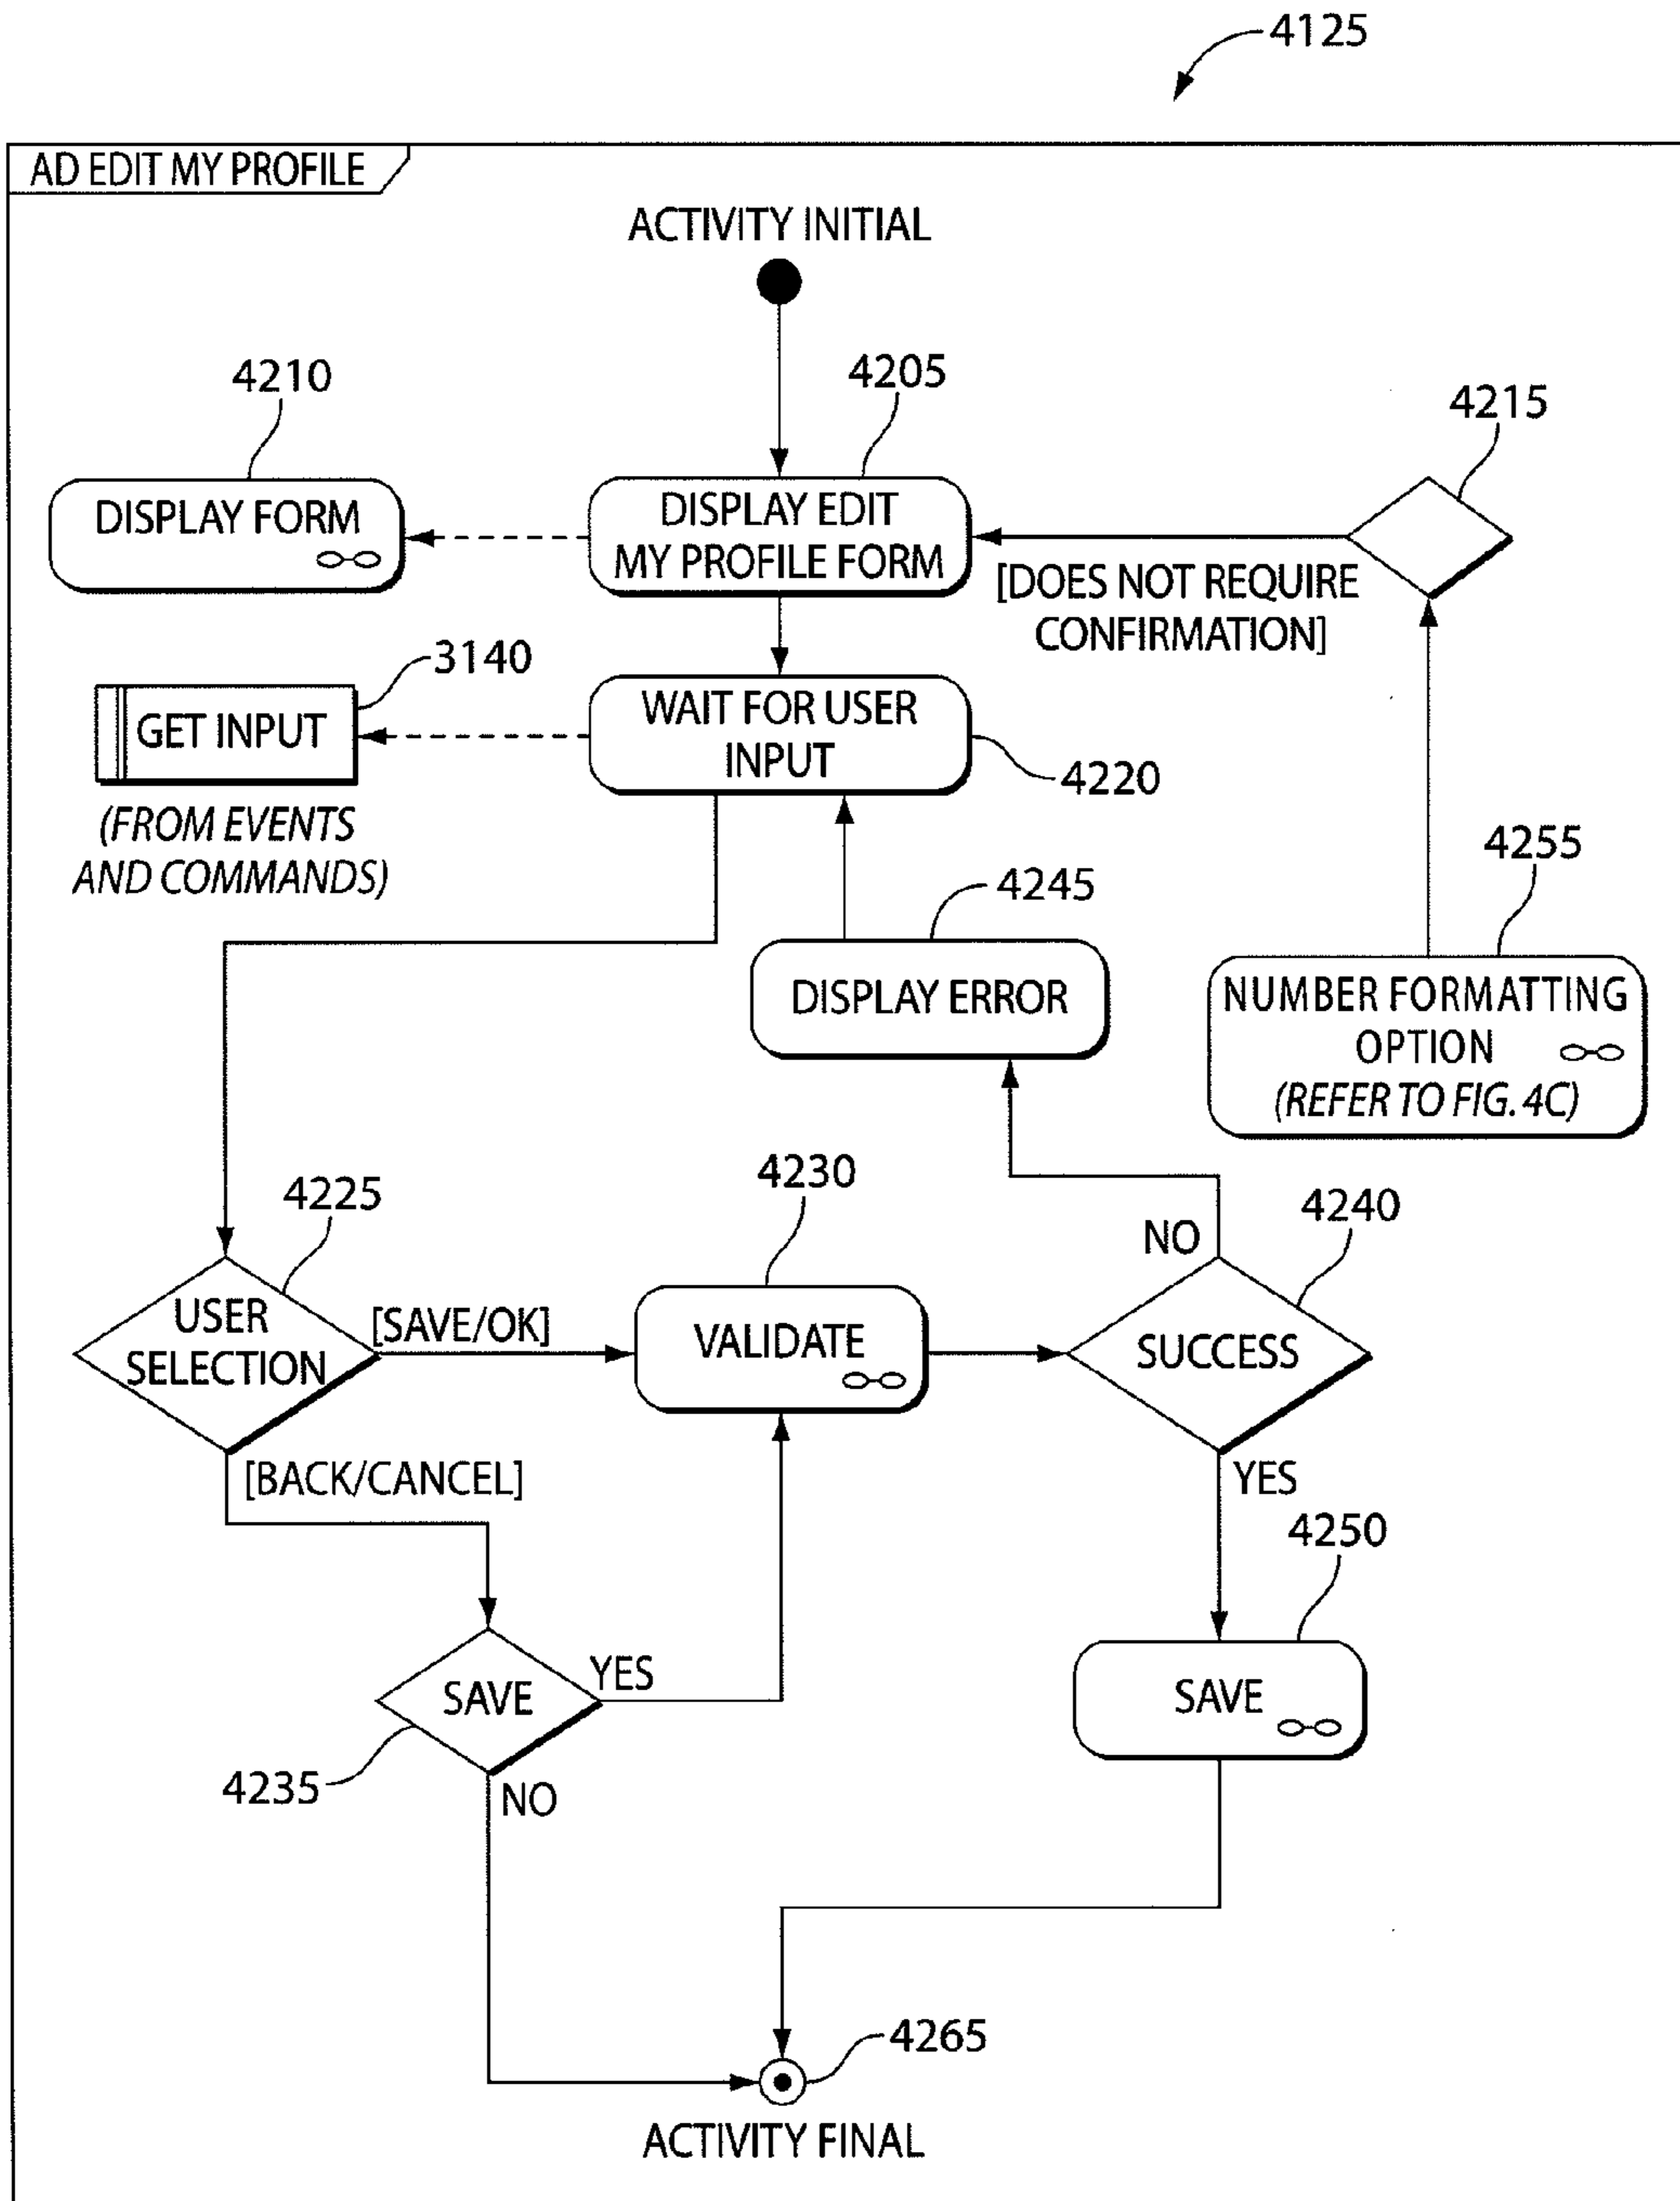 4125
AD EDIT MY PROFILE
ACTIVITY INITIAL
4210
4205
4215
DISPLAY FORM
DISPLAY EDIT
MY PROFILE FORM
[DOES NOT REQUIRE
CONFIRMATION]
3140
GET INPUT
(FROM EVENTS
AND COMMANDS)
WAIT FOR USER
INPUT
4220
4245
DISPLAY ERROR
4255
NUMBER FORMATTING
OPTION
(REFER TO FIG. 4C)
4225
USER
SELECTION
[SAVE/OK]
4230
VALIDATE
4240
NO
SUCCESS
YES
[BACK/CANCEL]
4250
SAVE
YES
4235
NO
SAVE
4265
ACTIVITY FINAL